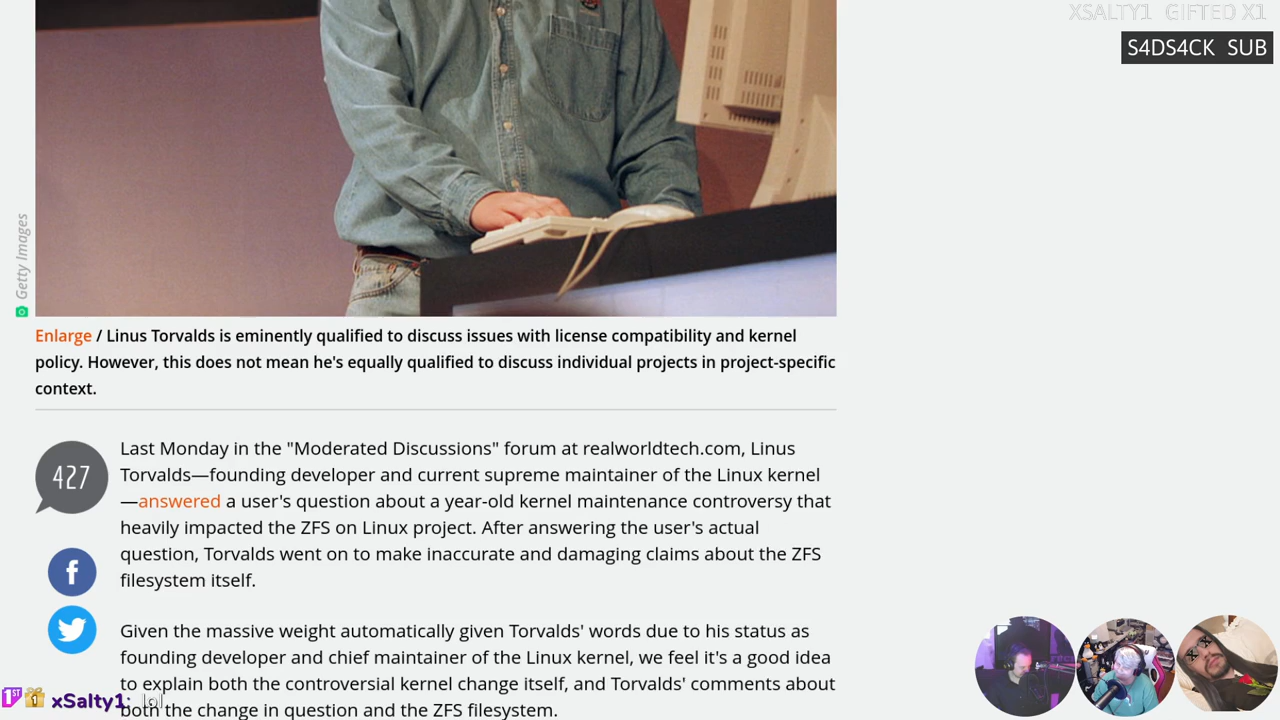 XSALTY1 GIFTED X1
S4DS4CK SUB
Getty Images
Enlarge / Linus Torvalds is eminently qualified to discuss issues with license compatibility and kernel
policy. However, this does not mean he's equally qualified to discuss individual projects in project-specific
context.
427
Last Monday in the "Moderated Discussions" forum at realworldtech.com, Linus
Torvalds—founding developer and current supreme maintainer of the Linux kernel
—answered a user's question about a year-old kernel maintenance controversy that
heavily impacted the ZFS on Linux project. After answering the user's actual
question, Torvalds went on to make inaccurate and damaging claims about the ZFS
filesystem itself.
Given the massive weight automatically given Torvalds' words due to his status as
founding developer and chief maintainer of the Linux kernel, we feel it's a good idea
to explain both the controversial kernel change itself, and Torvalds' comments about
both the change in question and the ZFS filesystem.
1ST 1 xSalty1: lol